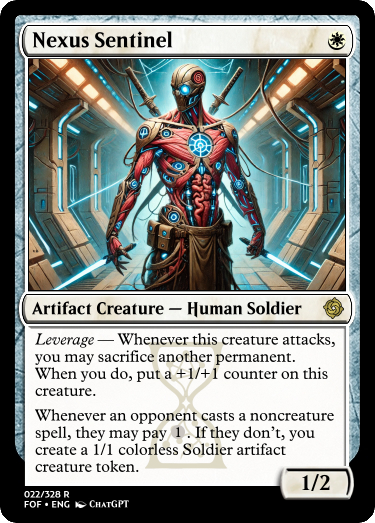 Nexus Sentinel
Artifact Creature — Human Soldier
Leverage — Whenever this creature attacks,
you may sacrifice another permanent.
When you do, put a +1/+1 counter on this
creature.
Whenever an opponent casts a noncreature
spell, they may pay 1. If they don't, you
create a 1/1 colorless Soldier artifact
creature token.
1/2
022/328 R
FOF • ENG ChatGPT